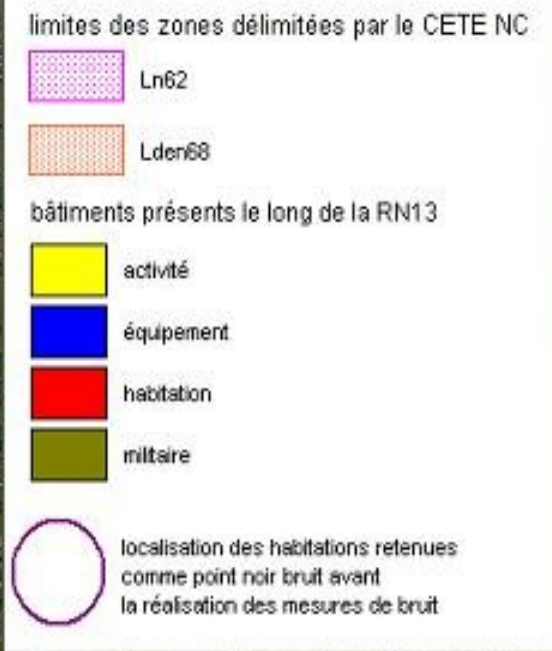 limites des zones délimitées par le CETE NC
Ln62
Lden68
bâtiments présents le long de la RN13
activité
équipement
habitation
militaire
localisation des habitations retenues
comme point noir bruit avant
la réalisation des mesures de bruit